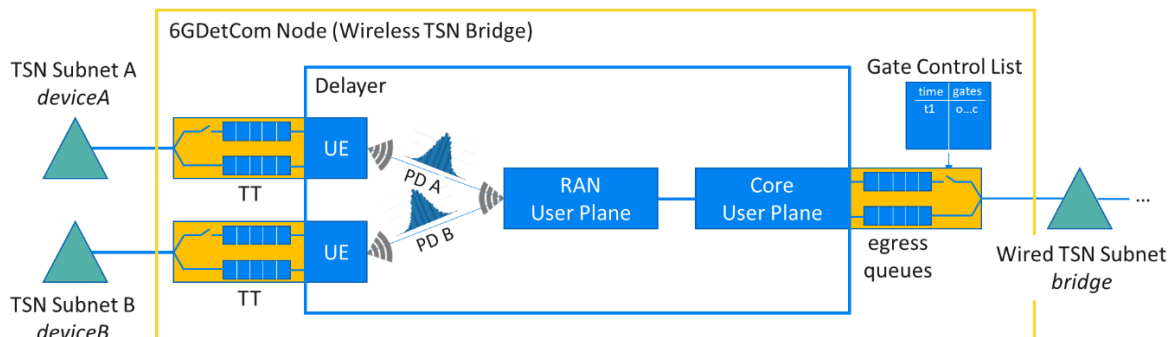 6GDetCom Node (Wireless TSN Bridge)
TSN Subnet A
deviceA
Delayer
Gate Control List
time gates
t1 o...c
UE
TT
PD A
RAN
User Plane
Core
User Plane
PD B
UE
TT
egress
queues
...
Wired TSN Subnet
bridge
TSN Subnet B
deviceB